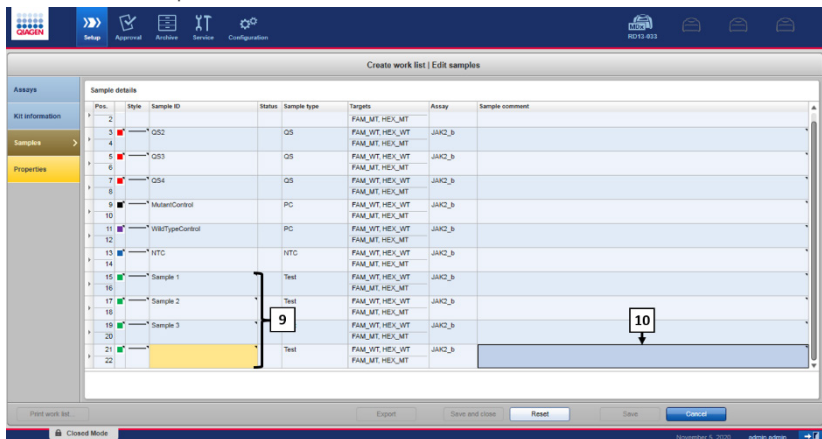 QIAGEN
Setup Approval Archive Service Configuration
MDX
RD13-933
Create work list | Edit samples
Assays
Kit information
Samples
Properties
Sample details
Pos. Style Sample ID Status Sample type Targets Assay Sample comment
2 FAM_MT, HEX_MT
3 QS2 QS FAM_WT, HEX_WT JAK2_b
4 FAM_MT, HEX_MT
5 QS3 QS FAM_WT, HEX_WT JAK2_b
6 FAM_MT, HEX_MT
7 QS4 QS FAM_WT, HEX_WT JAK2_b
8 FAM_MT, HEX_MT
9 MutantControl PC FAM_WT, HEX_WT JAK2_b
10 FAM_MT, HEX_MT
11 WildTypeControl PC FAM_WT, HEX_WT JAK2_b
12 FAM_MT, HEX_MT
13 NTC NTC FAM_WT, HEX_WT JAK2_b
14 FAM_MT, HEX_MT
15 Sample 1 Test FAM_WT, HEX_WT JAK2_b
16 FAM_MT, HEX_MT
17 Sample 2 Test FAM_WT, HEX_WT JAK2_b
18 FAM_MT, HEX_MT
19 Sample 3 Test FAM_WT, HEX_WT JAK2_b
20 FAM_MT, HEX_MT
21 Test FAM_WT, HEX_WT JAK2_b
22 FAM_MT, HEX_MT
9
10
Print work list... Export Save and close Reset Save Cancel
Closed Mode November 5, 2020 admin admin